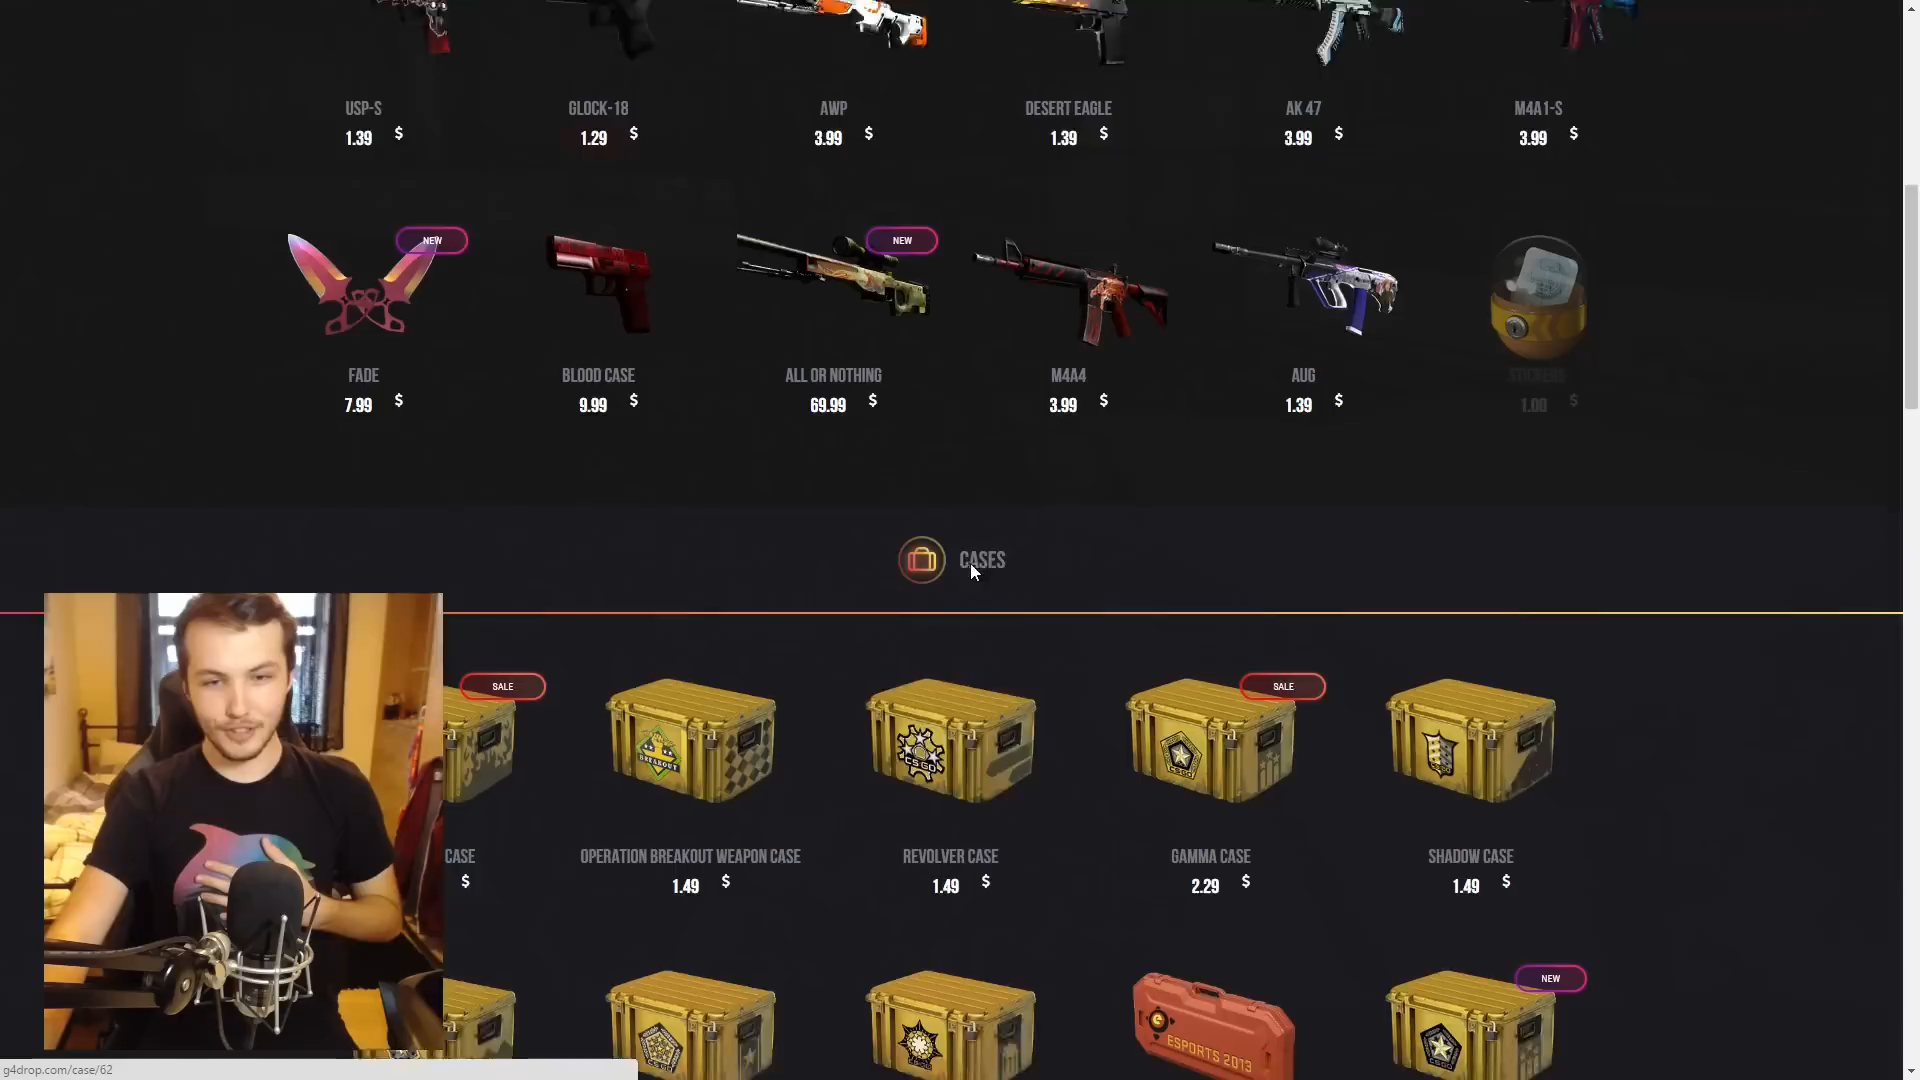 USP-S
GLOCK-18
AWP
DESERT EAGLE
AK 47
M4A1-S
1.39 $
1.29 $
3.99 $
1.39 $
3.99 $
3.99 $
NEW
NEW
FADE
BLOOD CASE
ALL OR NOTHING
M4A4
AUG
STICKERS
7.99 $
9.99 $
69.99 $
3.99 $
1.39 $
1.00 $
CASES
SALE
SALE
BREAKOUT
CS GO
CASE
OPERATION BREAKOUT WEAPON CASE
REVOLVER CASE
GAMMA CASE
SHADOW CASE
$
1.49 $
1.49 $
2.29 $
1.49 $
NEW
ESPORTS 2013
g4drop.com/case/62